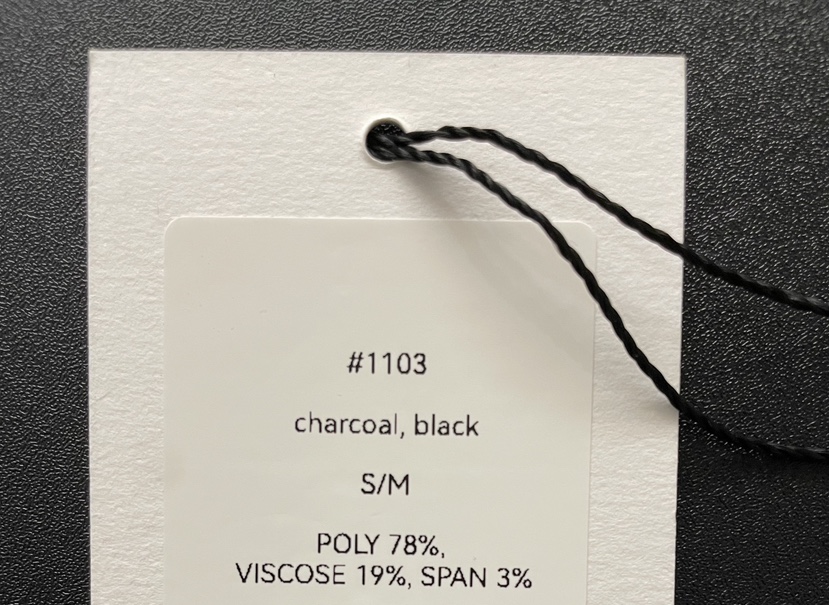 #1103
charcoal, black
S/M
POLY 78%,
VISCOSE 19%, SPAN 3%